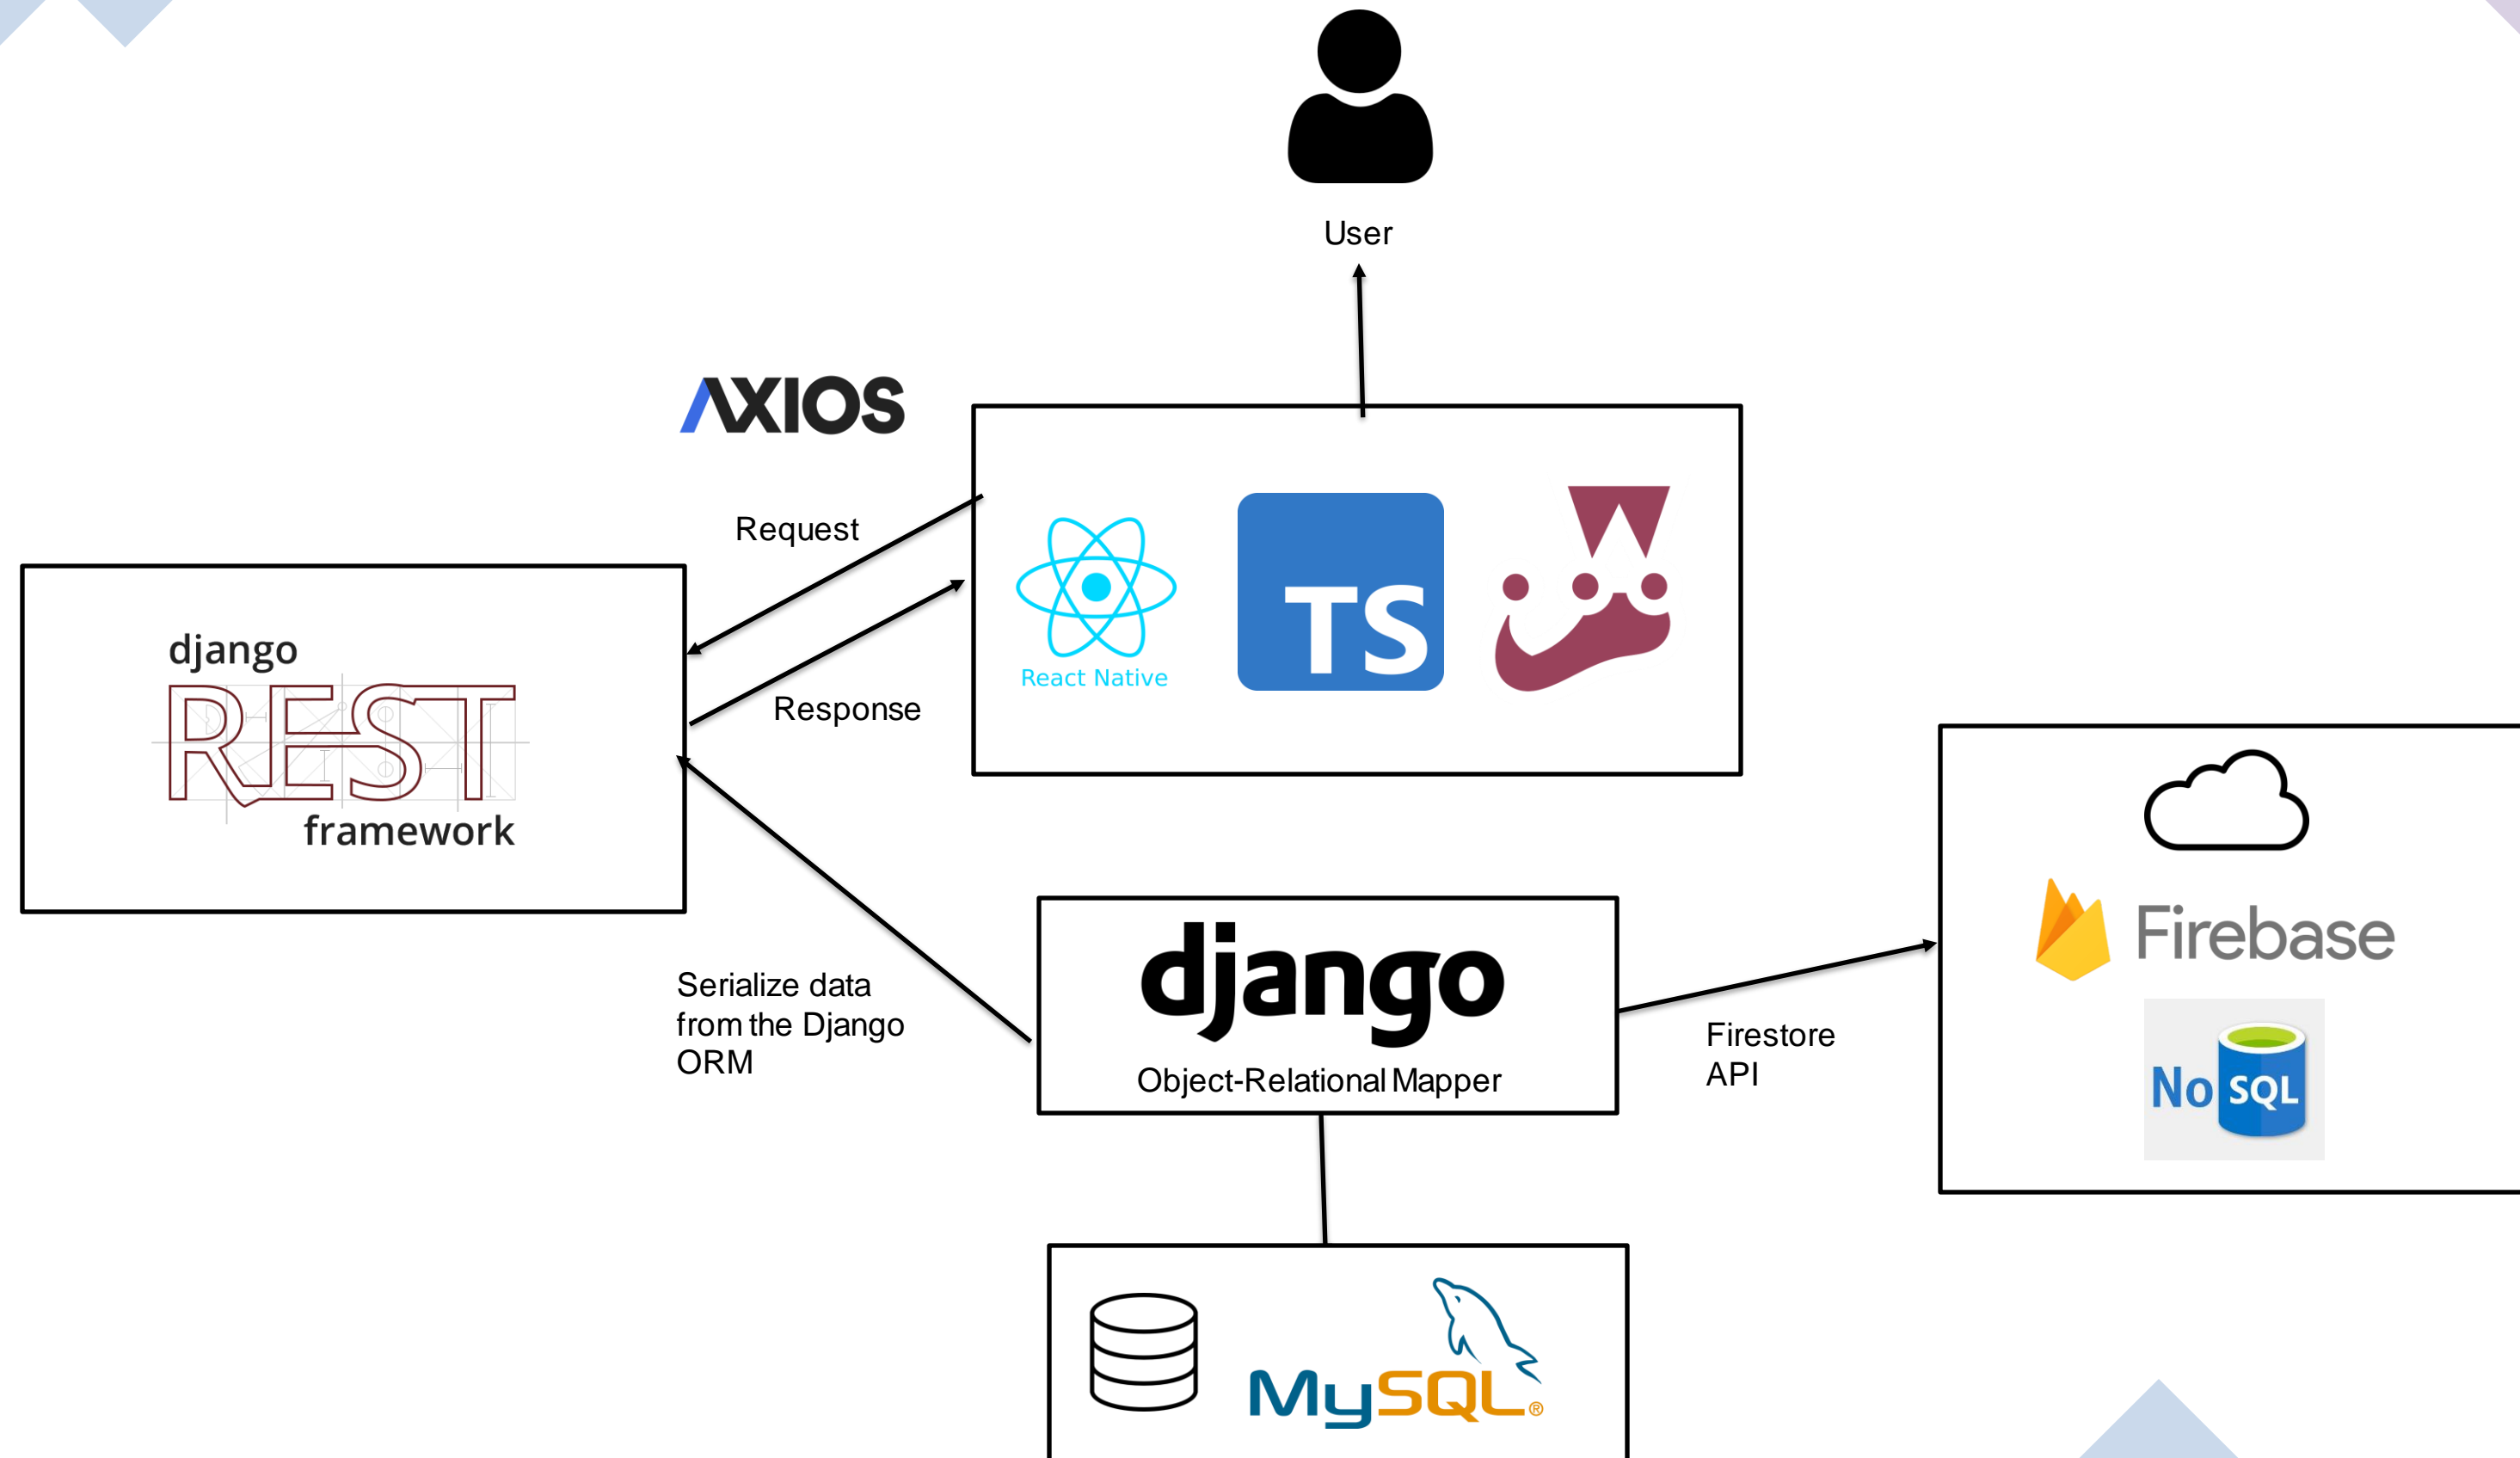 User
AXIOS
Request
Response
django
REST
framework
React Native
TS
Serialize data
from the Django
ORM
django
Object-Relational Mapper
Firestore
API
Firebase
No SQL
MySQL®